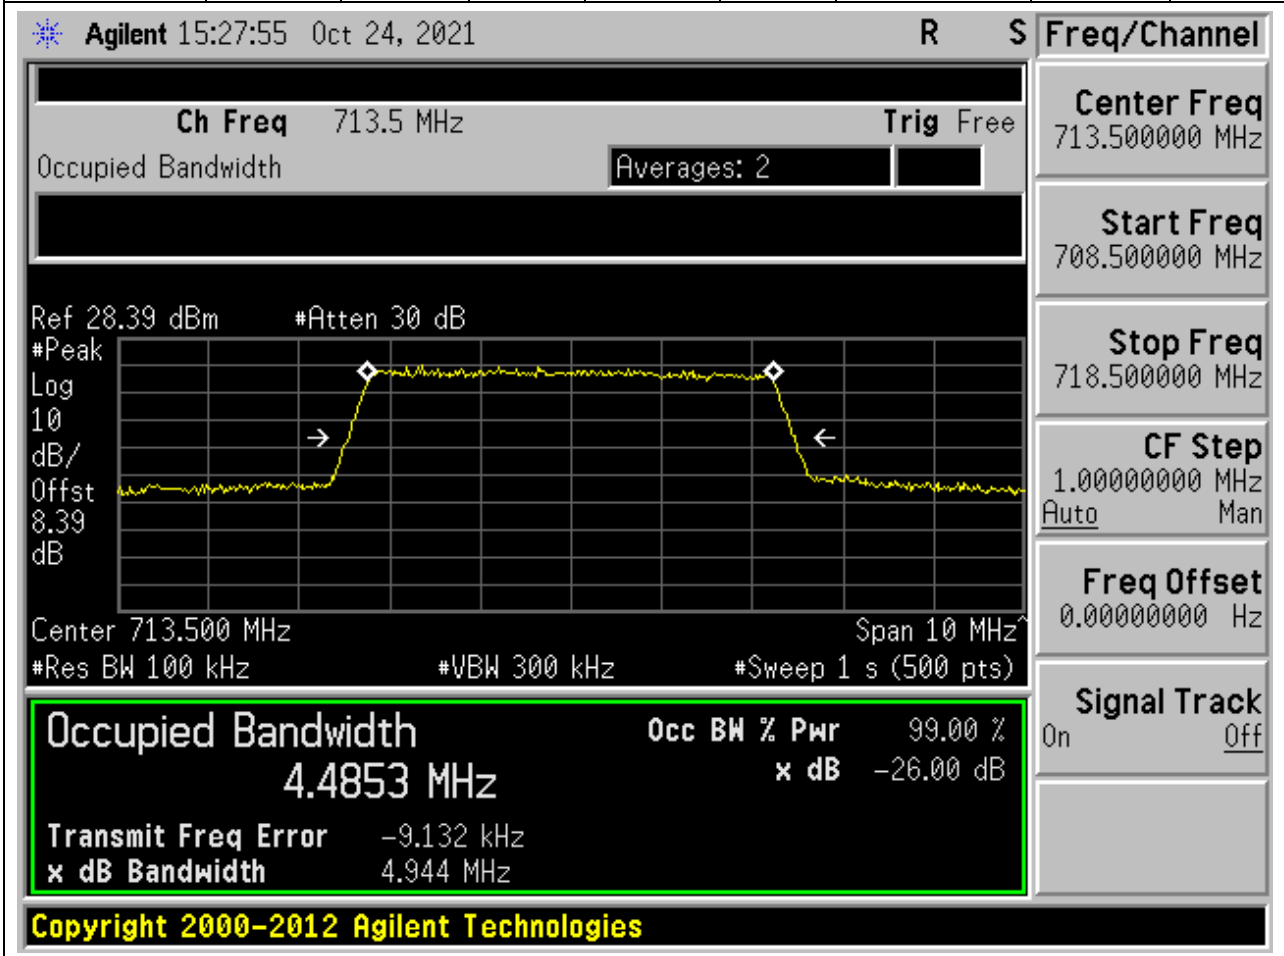 Agilent 15:27:55 Oct 24, 2021 R S
Freq/Channel
Ch Freq 713.5 MHz Trig Free
Occupied Bandwidth Averages: 2
Center Freq
713.500000 MHz
Start Freq
708.500000 MHz
Stop Freq
718.500000 MHz
CF Step
1.00000000 MHz
Auto Man
Freq Offset
0.00000000 Hz
Signal Track
On Off
Ref 28.39 dBm #Atten 30 dB
#Peak
Log
10
dB/
Offst
8.39
dB
Center 713.500 MHz Span 10 MHz^
#Res BW 100 kHz #VBW 300 kHz #Sweep 1 s (500 pts)
Occupied Bandwidth Occ BW % Pwr 99.00 %
4.4853 MHz x dB -26.00 dB
Transmit Freq Error -9.132 kHz
x dB Bandwidth 4.944 MHz
Copyright 2000-2012 Agilent Technologies